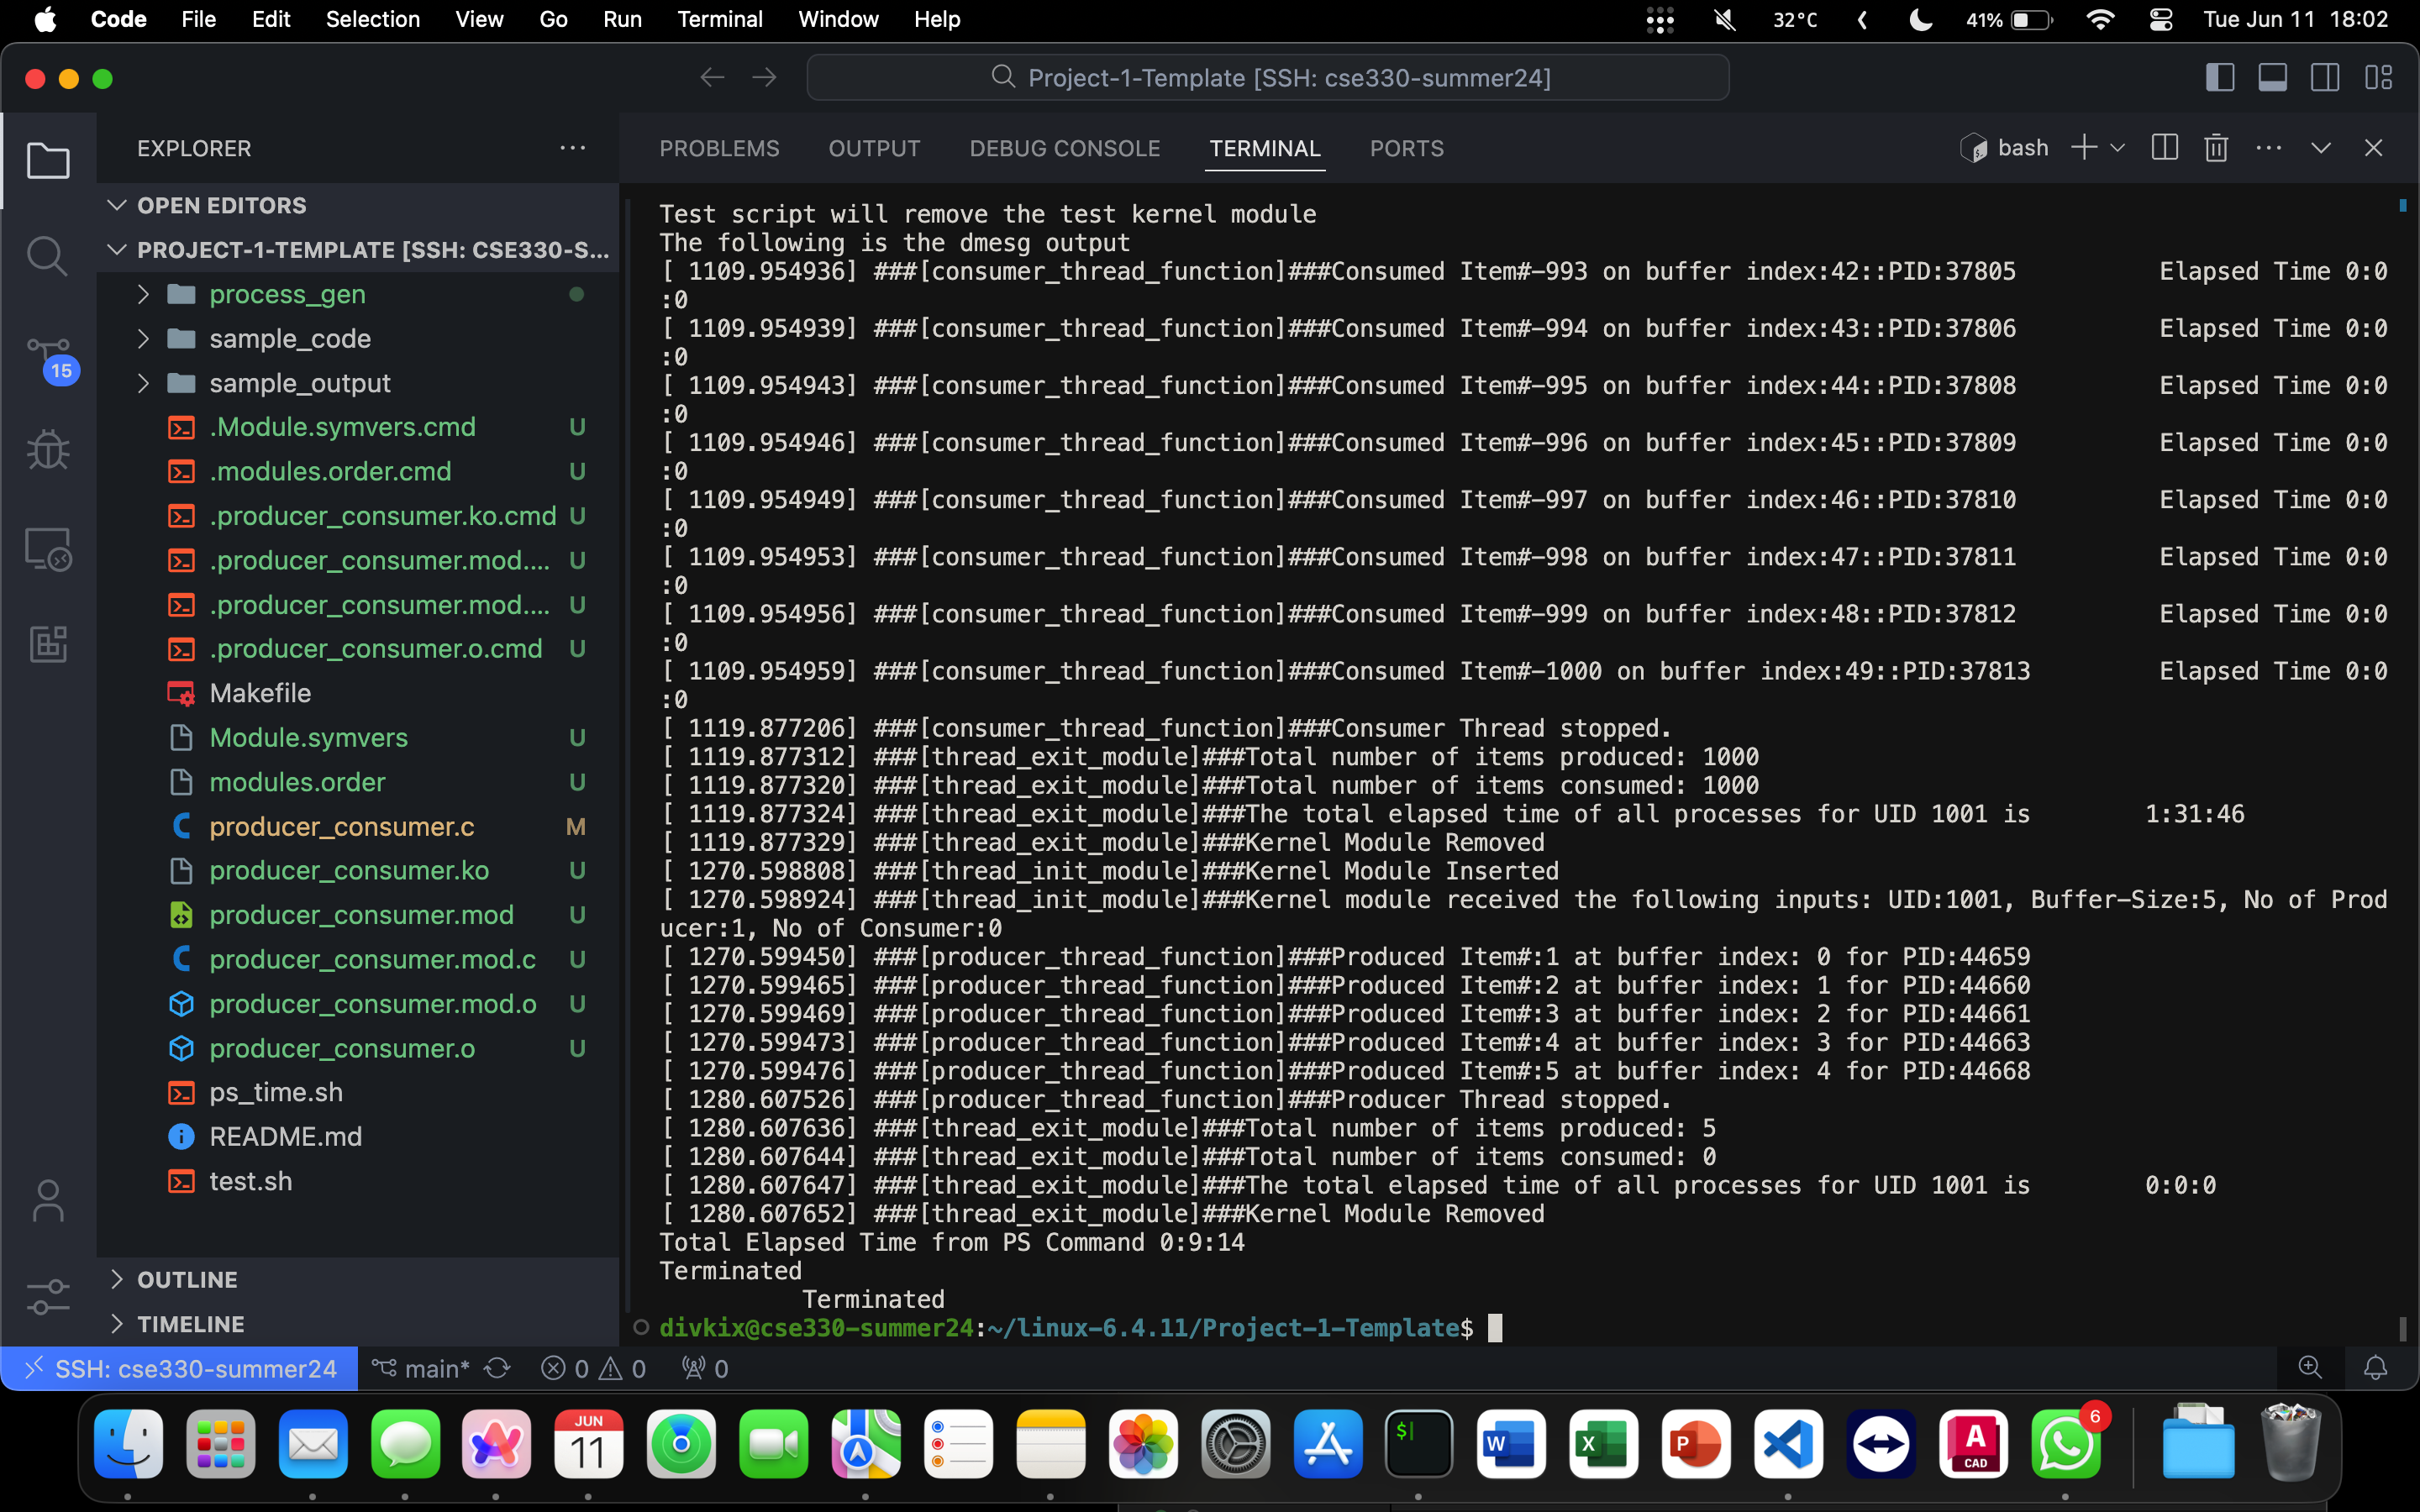 Code File Edit Selection View Go Run Terminal Window Help 32°C 41% Tue Jun 11 18:02
Project-1-Template [SSH: cse330-summer24]
EXPLORER
OPEN EDITORS
PROJECT-1-TEMPLATE [SSH: CSE330-S...
process_gen
sample_code
sample_output
.Module.symvers.cmd U
.modules.order.cmd U
.producer_consumer.ko.cmd U
.producer_consumer.mod.... U
.producer_consumer.mod.... U
.producer_consumer.o.cmd U
Makefile
Module.symvers U
modules.order U
producer_consumer.c M
producer_consumer.ko U
producer_consumer.mod U
producer_consumer.mod.c U
producer_consumer.mod.o U
producer_consumer.o U
ps_time.sh
README.md
test.sh
OUTLINE
TIMELINE
15
PROBLEMS OUTPUT DEBUG CONSOLE TERMINAL PORTS bash
Test script will remove the test kernel module
The following is the dmesg output
[ 1109.954936] ###[consumer_thread_function]###Consumed Item#-993 on buffer index:42::PID:37805 Elapsed Time 0:0
:0
[ 1109.954939] ###[consumer_thread_function]###Consumed Item#-994 on buffer index:43::PID:37806 Elapsed Time 0:0
:0
[ 1109.954943] ###[consumer_thread_function]###Consumed Item#-995 on buffer index:44::PID:37808 Elapsed Time 0:0
:0
[ 1109.954946] ###[consumer_thread_function]###Consumed Item#-996 on buffer index:45::PID:37809 Elapsed Time 0:0
:0
[ 1109.954949] ###[consumer_thread_function]###Consumed Item#-997 on buffer index:46::PID:37810 Elapsed Time 0:0
:0
[ 1109.954953] ###[consumer_thread_function]###Consumed Item#-998 on buffer index:47::PID:37811 Elapsed Time 0:0
:0
[ 1109.954956] ###[consumer_thread_function]###Consumed Item#-999 on buffer index:48::PID:37812 Elapsed Time 0:0
:0
[ 1109.954959] ###[consumer_thread_function]###Consumed Item#-1000 on buffer index:49::PID:37813 Elapsed Time 0:0
:0
[ 1119.877206] ###[consumer_thread_function]###Consumer Thread stopped.
[ 1119.877312] ###[thread_exit_module]###Total number of items produced: 1000
[ 1119.877320] ###[thread_exit_module]###Total number of items consumed: 1000
[ 1119.877324] ###[thread_exit_module]###The total elapsed time of all processes for UID 1001 is 1:31:46
[ 1119.877329] ###[thread_exit_module]###Kernel Module Removed
[ 1270.598808] ###[thread_init_module]###Kernel Module Inserted
[ 1270.598924] ###[thread_init_module]###Kernel module received the following inputs: UID:1001, Buffer-Size:5, No of Prod
ucer:1, No of Consumer:0
[ 1270.599450] ###[producer_thread_function]###Produced Item#:1 at buffer index: 0 for PID:44659
[ 1270.599465] ###[producer_thread_function]###Produced Item#:2 at buffer index: 1 for PID:44660
[ 1270.599469] ###[producer_thread_function]###Produced Item#:3 at buffer index: 2 for PID:44661
[ 1270.599473] ###[producer_thread_function]###Produced Item#:4 at buffer index: 3 for PID:44663
[ 1270.599476] ###[producer_thread_function]###Produced Item#:5 at buffer index: 4 for PID:44668
[ 1280.607526] ###[producer_thread_function]###Producer Thread stopped.
[ 1280.607636] ###[thread_exit_module]###Total number of items produced: 5
[ 1280.607644] ###[thread_exit_module]###Total number of items consumed: 0
[ 1280.607647] ###[thread_exit_module]###The total elapsed time of all processes for UID 1001 is 0:0:0
[ 1280.607652] ###[thread_exit_module]###Kernel Module Removed
Total Elapsed Time from PS Command 0:9:14
Terminated
Terminated
divkix@cse330-summer24:~/linux-6.4.11/Project-1-Template$
SSH: cse330-summer24 main* 0 0 0
JUN
11
$
W
X
P
A
CAD
6